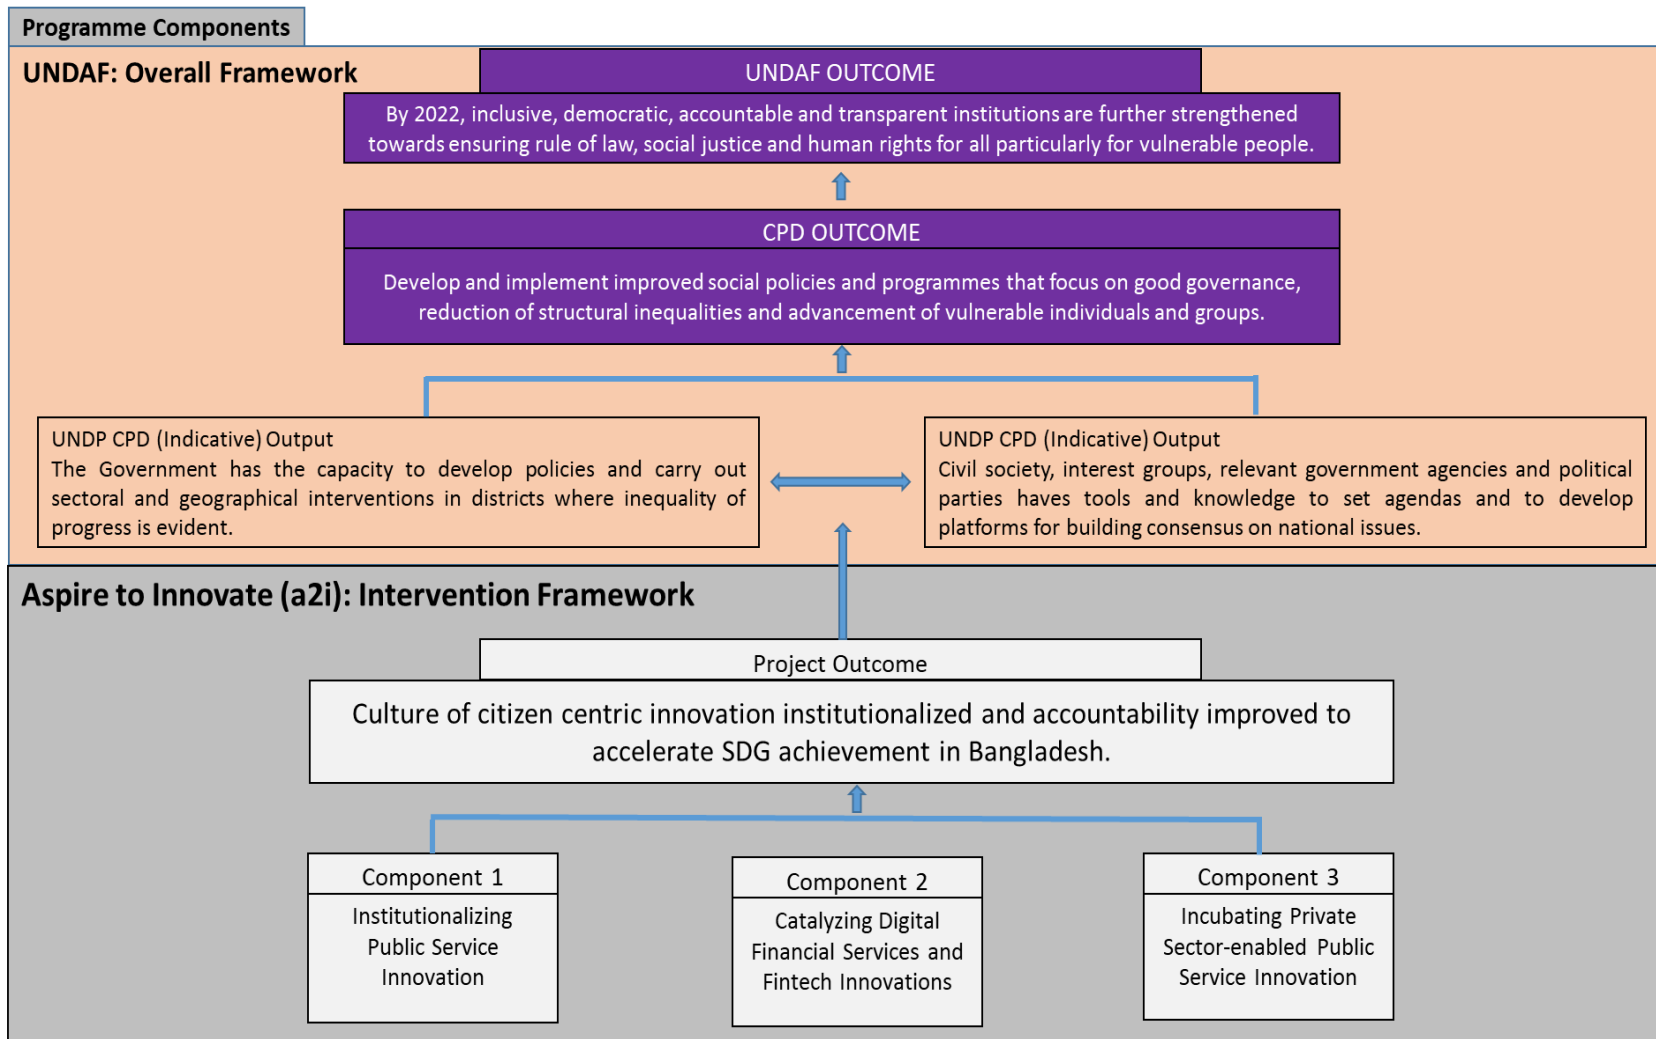 Programme Components
UNDAF: Overall Framework
UNDAF OUTCOME
By 2022, inclusive, democratic, accountable and transparent institutions are further strengthened
towards ensuring rule of law, social justice and human rights for all particularly for vulnerable people.
CPD OUTCOME
Develop and implement improved social policies and programmes that focus on good governance,
reduction of structural inequalities and advancement of vulnerable individuals and groups.
UNDP CPD (Indicative) Output
The Government has the capacity to develop policies and carry out
sectoral and geographical interventions in districts where inequality of
progress is evident.
UNDP CPD (Indicative) Output
Civil society, interest groups, relevant government agencies and political
parties haves tools and knowledge to set agendas and to develop
platforms for building consensus on national issues.
Aspire to Innovate (a2i): Intervention Framework
Project Outcome
Culture of citizen centric innovation institutionalized and accountability improved to
accelerate SDG achievement in Bangladesh.
Component 1
Institutionalizing
Public Service
Innovation
Component 2
Catalyzing Digital
Financial Services and
Fintech Innovations
Component 3
Incubating Private
Sector-enabled Public
Service Innovation